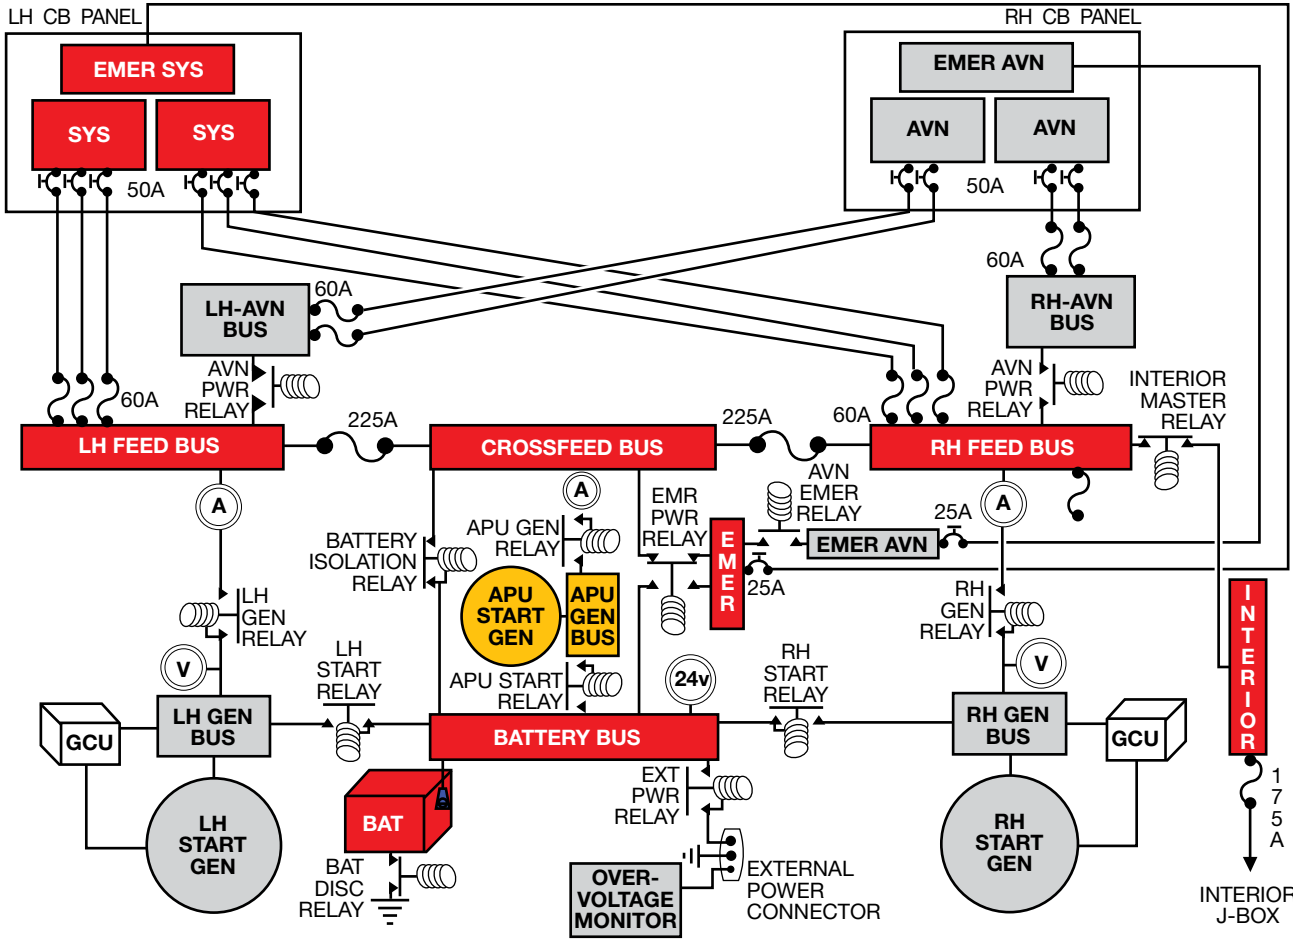 LH CB PANEL
RH CB PANEL
EMER SYS
SYS
SYS
50A
EMER AVN
AVN
AVN
50A
60A
LH-AVN
BUS
60A
RH-AVN
BUS
AVN
PWR
RELAY
60A
225A
225A
60A
AVN
PWR
RELAY
INTERIOR
MASTER
RELAY
LH FEED BUS
CROSSFEED BUS
RH FEED BUS
A
A
A
BATTERY
ISOLATION
RELAY
APU GEN
RELAY
EMR
PWR
RELAY
AVN
EMER
RELAY
EMER
EMER AVN
25A
25A
APU
START
GEN
APU
GEN
BUS
LH
GEN
RELAY
RH
GEN
RELAY
INTERIOR
V
LH
START
RELAY
APU START
RELAY
24v
RH
START
RELAY
V
GCU
LH GEN
BUS
BATTERY BUS
RH GEN
BUS
GCU
LH
START
GEN
BAT
EXT
PWR
RELAY
RH
START
GEN
175A
BAT
DISC
RELAY
OVER-
VOLTAGE
MONITOR
EXTERNAL
POWER
CONNECTOR
INTERIOR
J-BOX